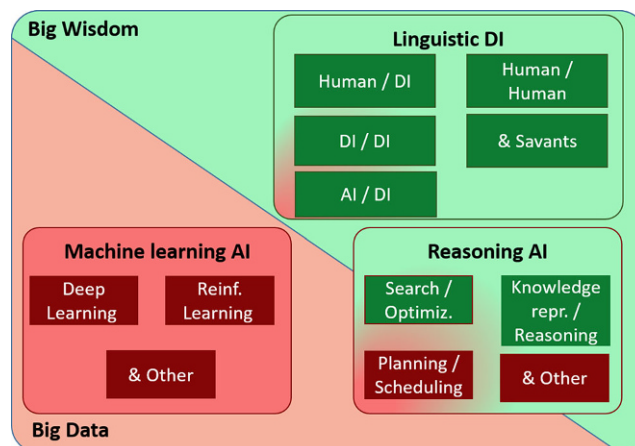 Big Wisdom
Linguistic DI
Human / DI
Human /
Human
DI / DI
& Savants
AI / DI
Machine learning AI
Deep
Learning
Reinf.
Learning
& Other
Reasoning AI
Search /
Optimiz.
Knowledge
repr. /
Reasoning
Planning /
Scheduling
& Other
Big Data